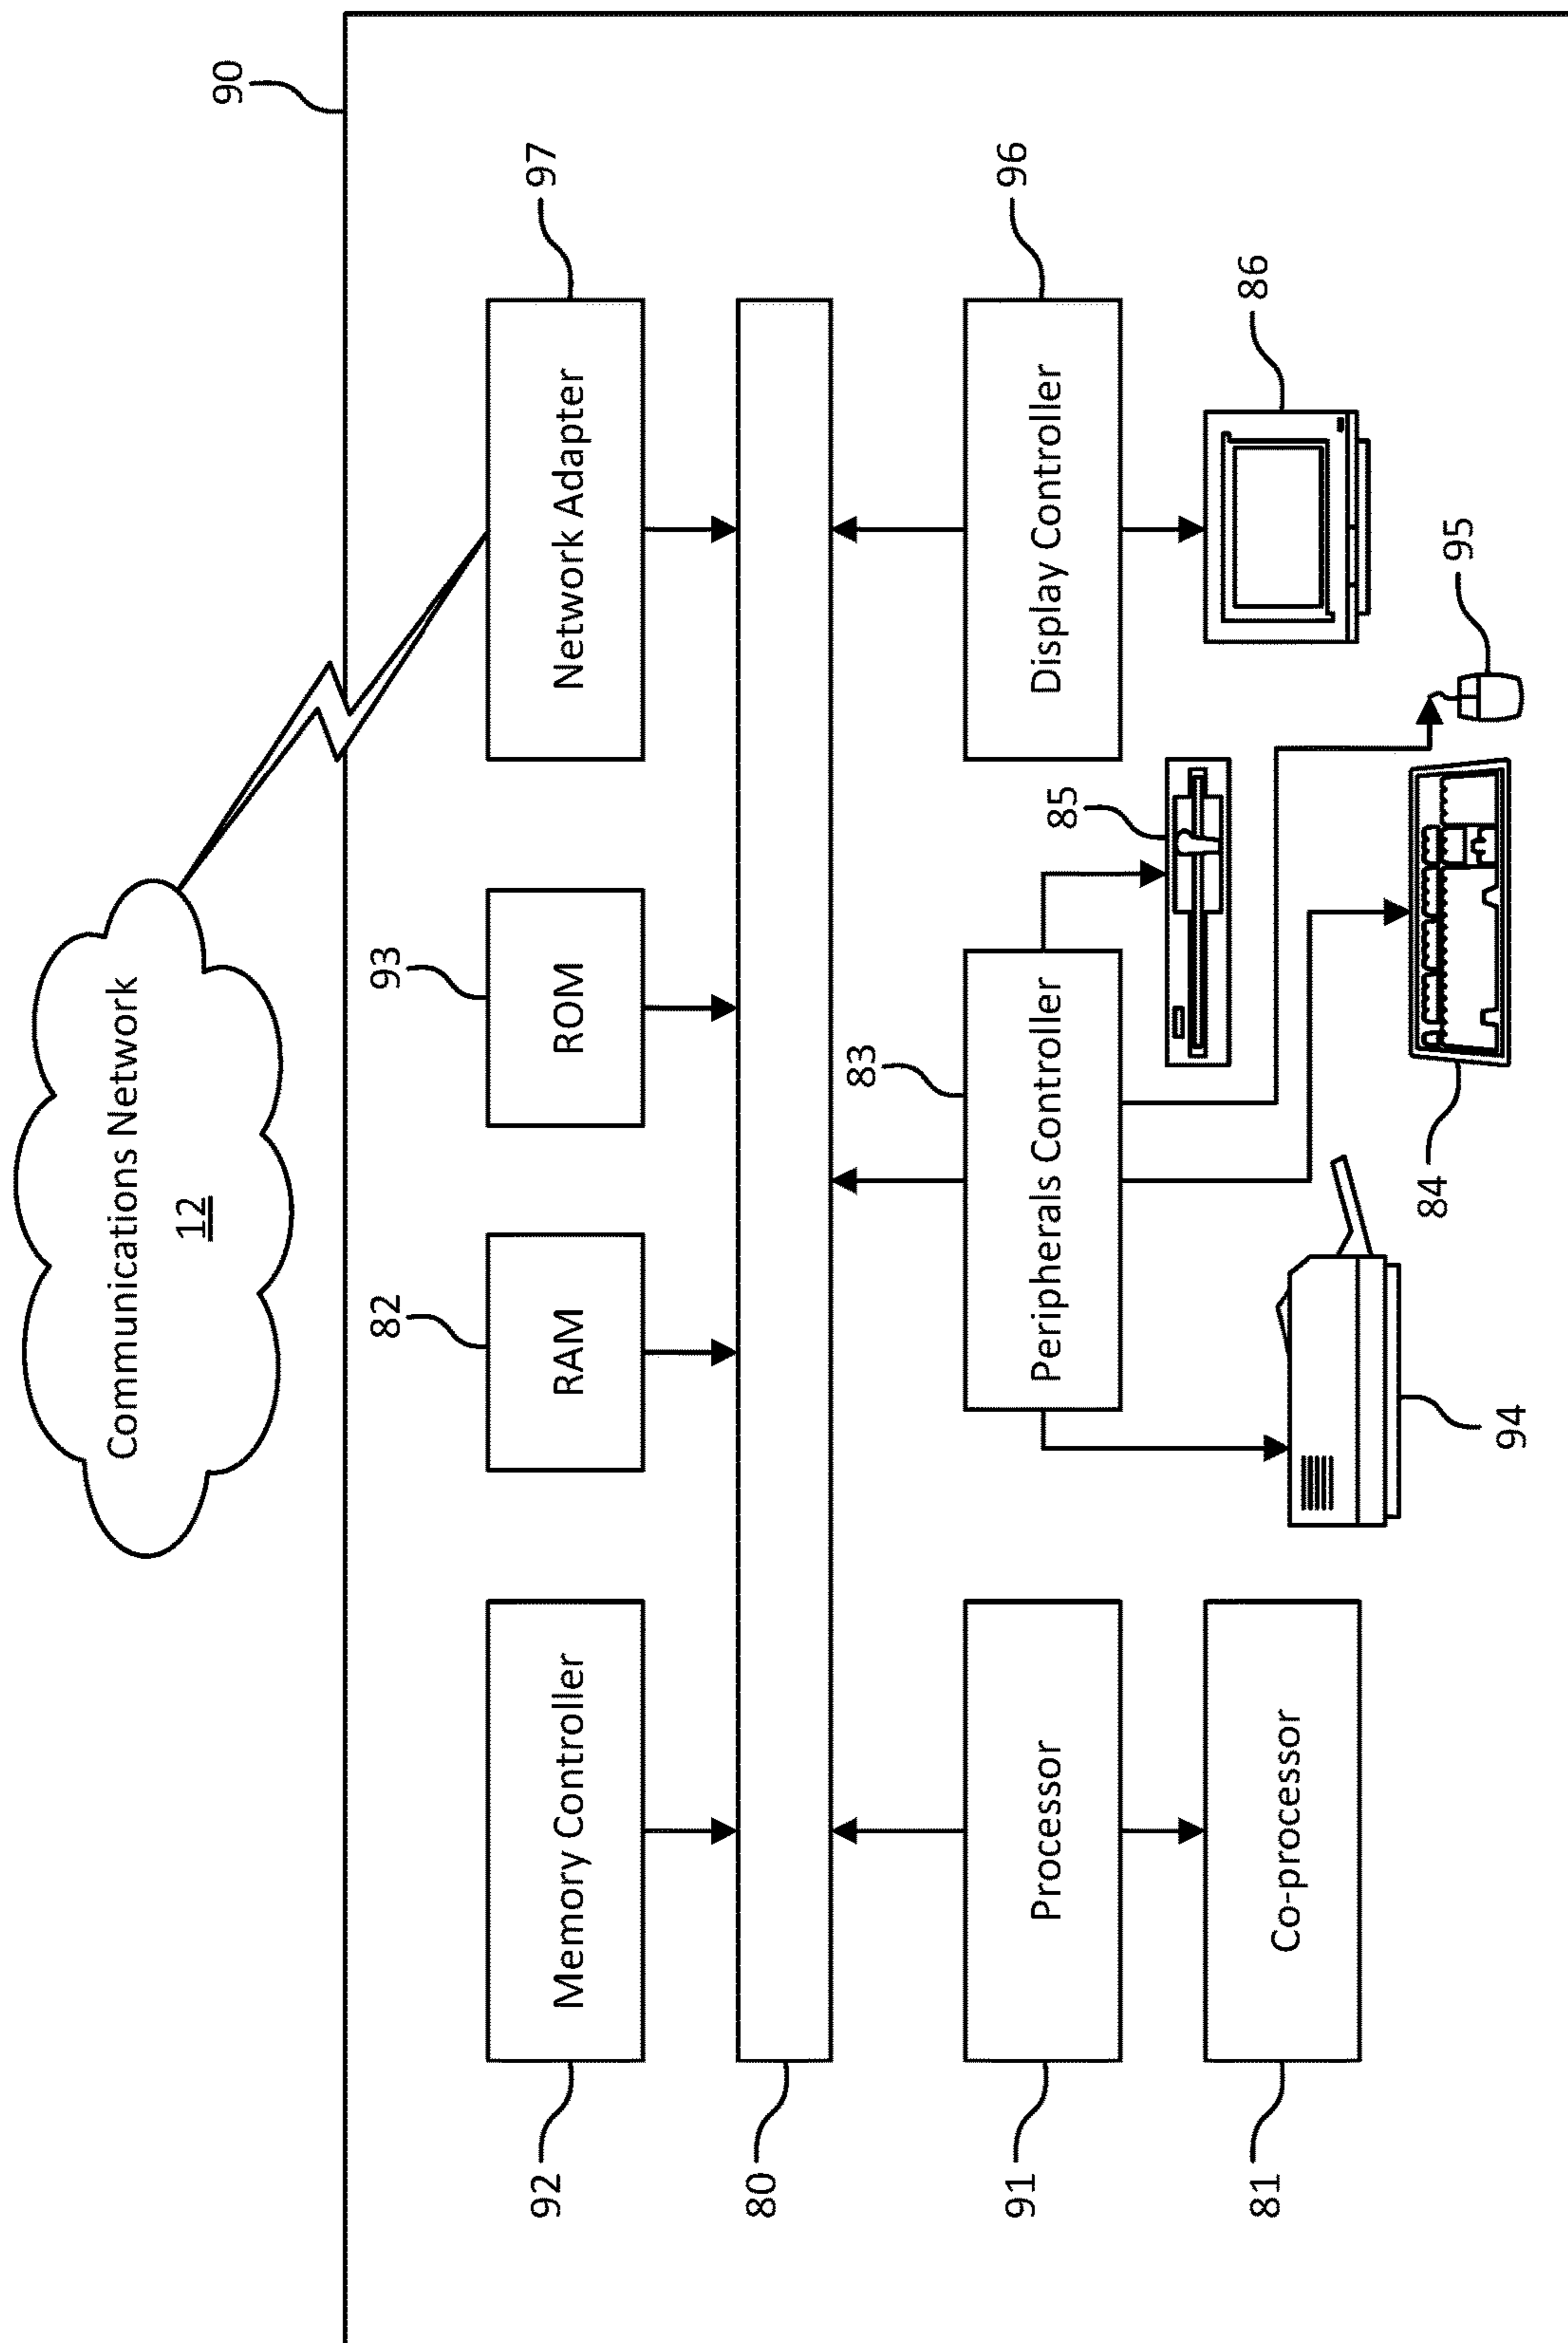 Communications Network
12
90
92
Memory Controller
82
RAM
93
ROM
97
Network Adapter
80
91
Processor
83
Peripherals Controller
96
Display Controller
85
81
Co-processor
86
94
84
95